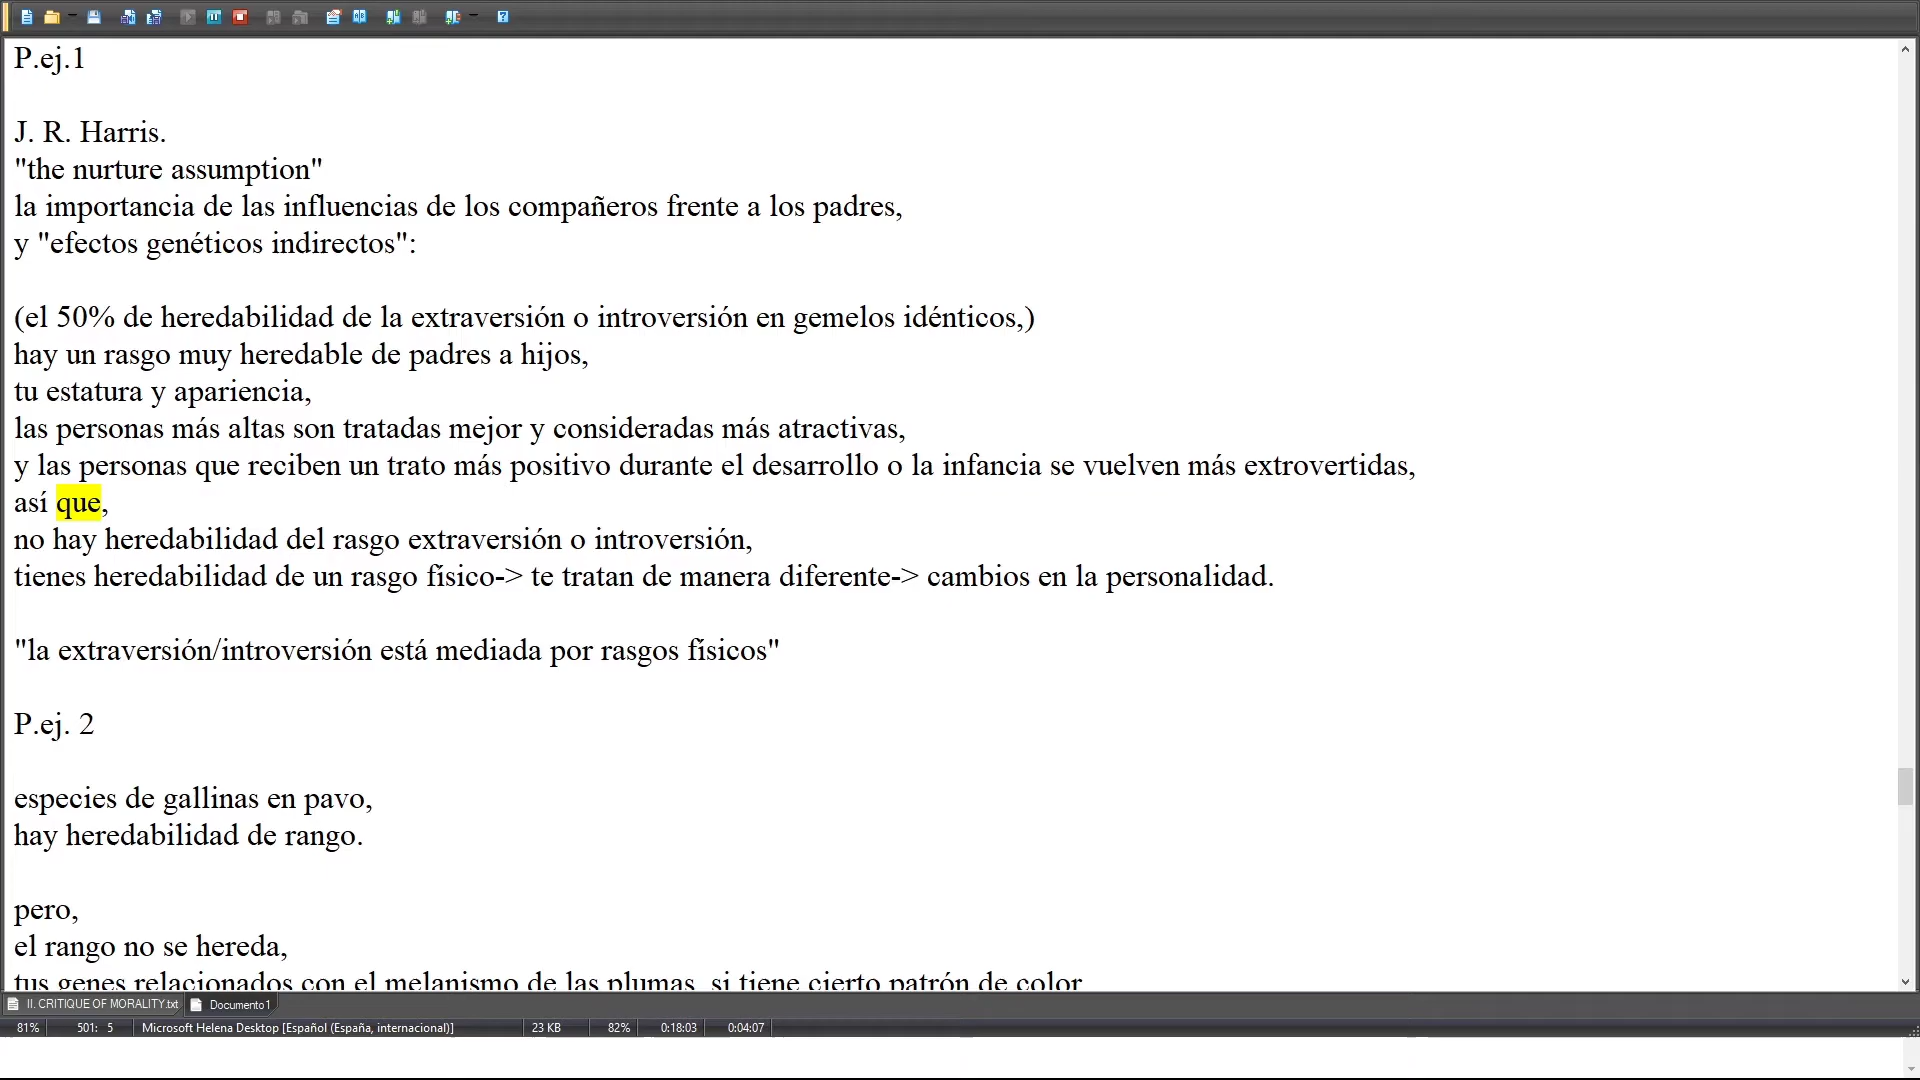 P.ej.1
J. R. Harris.
"the nurture assumption"
la importancia de las influencias de los compañeros frente a los padres,
y "efectos genéticos indirectos":
(el 50% de heredabilidad de la extraversión o introversión en gemelos idénticos,)
hay un rasgo muy heredable de padres a hijos,
tu estatura y apariencia,
las personas más altas son tratadas mejor y consideradas más atractivas,
y las personas que reciben un trato más positivo durante el desarrollo o la infancia se vuelven más extrovertidas,
así que,
no hay heredabilidad del rasgo extraversión o introversión,
tienes heredabilidad de un rasgo físico-> te tratan de manera diferente-> cambios en la personalidad.
"la extraversión/introversión está mediada por rasgos físicos"
P.ej. 2
especies de gallinas en pavo,
hay heredabilidad de rango.
pero,
el rango no se hereda,
tus genes relacionados con el melanismo de las plumas, si tiene cierto patrón de color
II. CRITIQUE OF MORALITY.txt Documento1
81% 501: 5 Microsoft Helena Desktop [Español (España, internacional)] 23 KB 82% 0:18:03 0:04:07